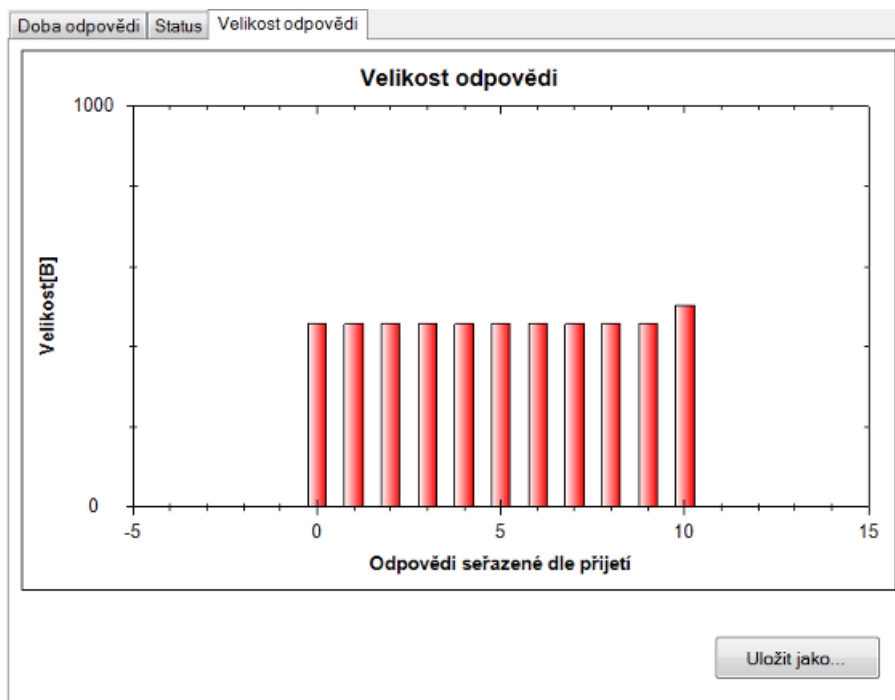 Doba odpovědi Status Velikost odpovědi
Velikost odpovědi
1000
Velikost[B]
0
-5 0 5 10 15
Odpovědi seřazené dle přijetí
Uložit jako...